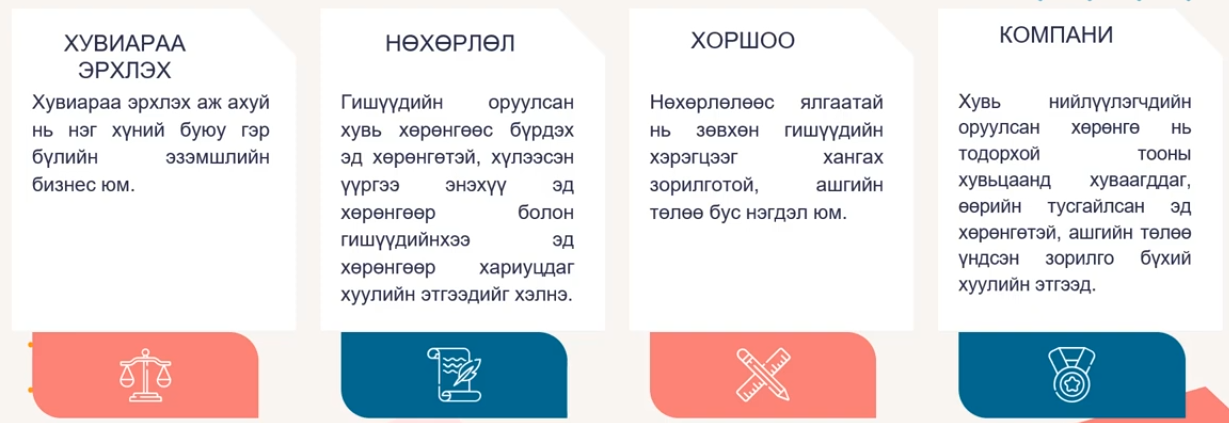 ХУВИАРАА
ЭРХЛЭХ
Хувиараа эрхлэх аж ахуй
нь нэг хүний буюу гэр
бүлийн эзэмшлийн
бизнес юм.
НӨХӨРЛӨЛ
Гишүүдийн оруулсан
хувь хөрөнгөөс бүрдэх
эд хөрөнгөтэй, хүлээсэн
үүргээ энэхүү эд
хөрөнгөөр болон
гишүүдийнхээ эд
хөрөнгөөр хариуцдаг
хуулийн этгээдийг хэлнэ.
ХОРШОО
Нөхөрлөлөөс ялгаатай
нь зөвхөн гишүүдийн
хэрэгцээг хангах
зорилготой, ашгийн
төлөө бус нэгдэл юм.
КОМПАНИ
Хувь нийлүүлэгчдийн
оруулсан хөрөнгө нь
тодорхой тооны
хувьцаанд хуваагддаг,
өөрийн тусгайлсан эд
хөрөнгөтэй, ашгийн төлөө
үндсэн зорилго бүхий
хуулийн этгээд.